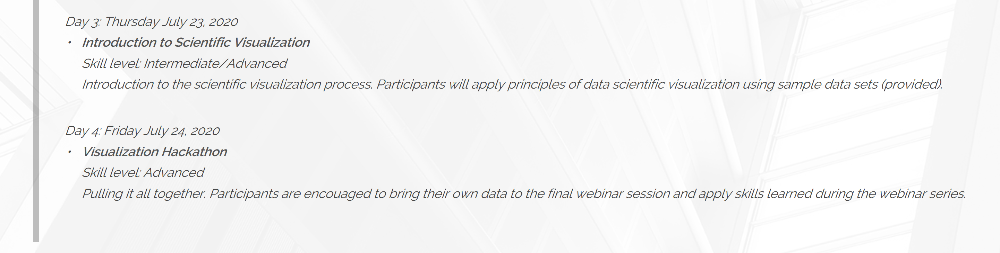 Day 3: Thursday July 23, 2020
• Introduction to Scientific Visualization
Skill level: Intermediate/Advanced
Introduction to the scientific visualization process. Participants will apply principles of data scientific visualization using sample data sets (provided).
Day 4: Friday July 24, 2020
• Visualization Hackathon
Skill level: Advanced
Pulling it all together. Participants are encouaged to bring their own data to the final webinar session and apply skills learned during the webinar series.